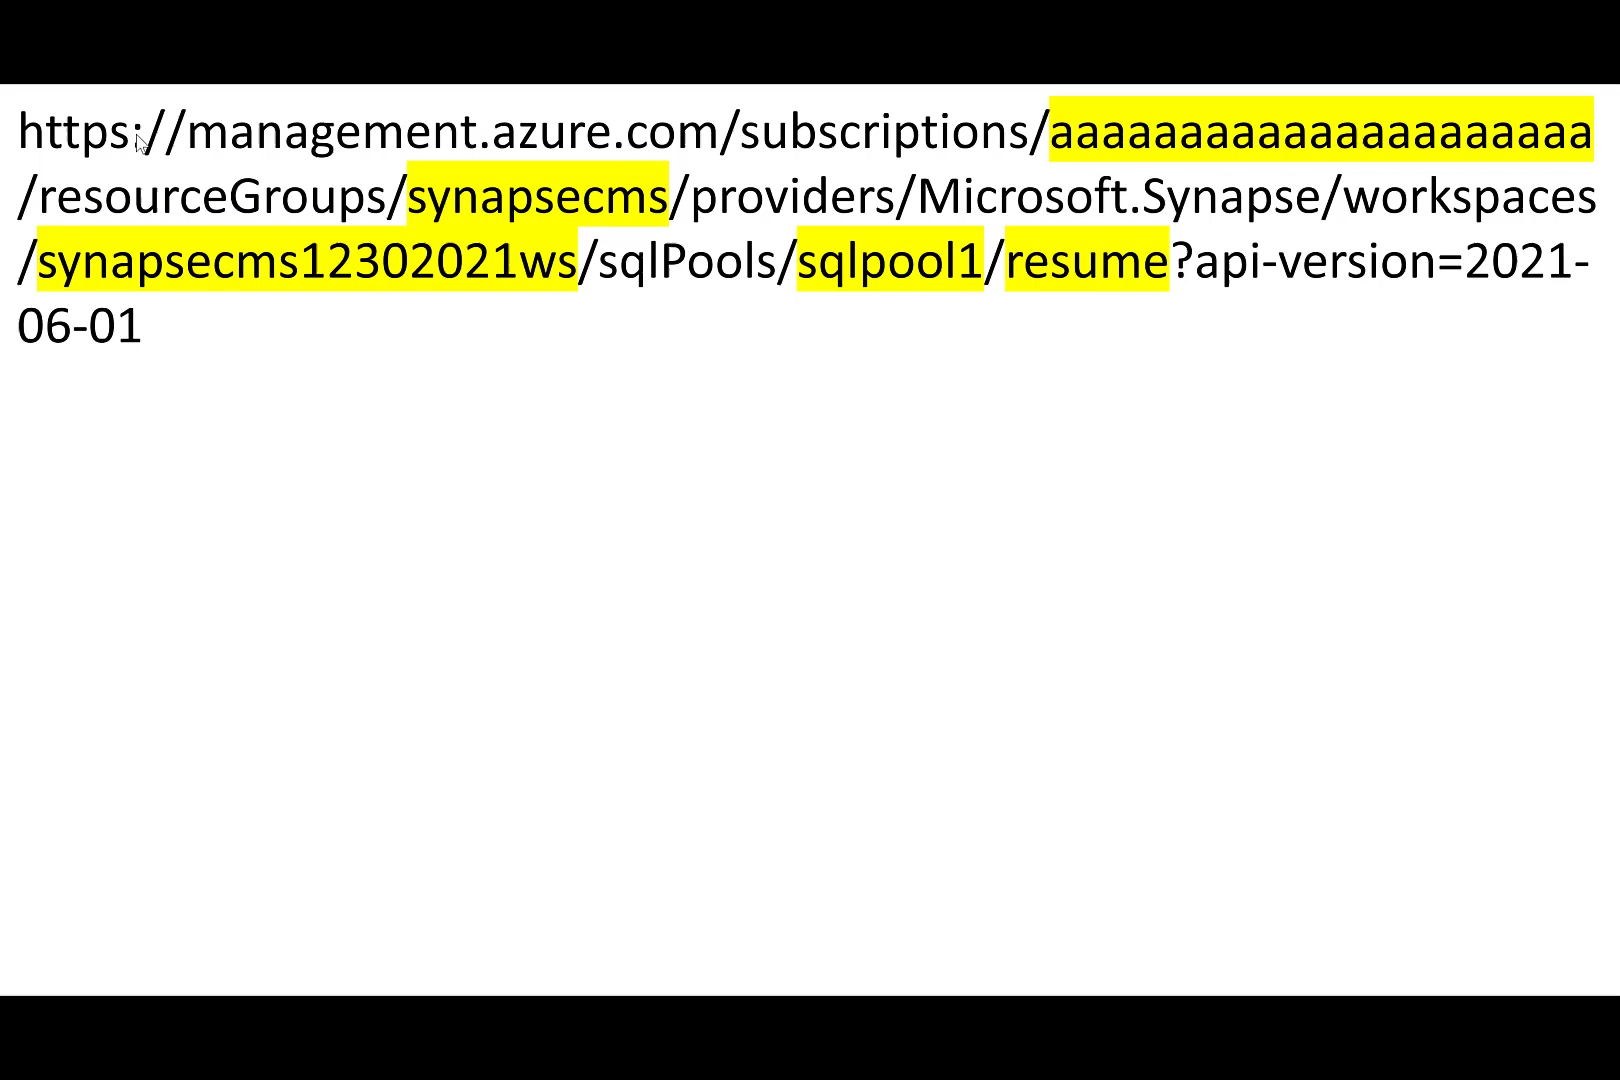 https://management.azure.com/subscriptions/aaaaaaaaaaaaaaaaaaaaa
/resourceGroups/synapsecms/providers/Microsoft.Synapse/workspaces
/synapsecms12302021ws/sqlPools/sqlpool1/resume?api-version=2021-
06-01